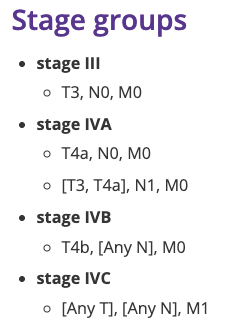 Stage groups
stage III
T3, N0, M0
stage IVA
T4a, N0, M0
[T3, T4a], N1, M0
stage IVB
T4b, [Any N], M0
stage IVC
[Any T], [Any N], M1